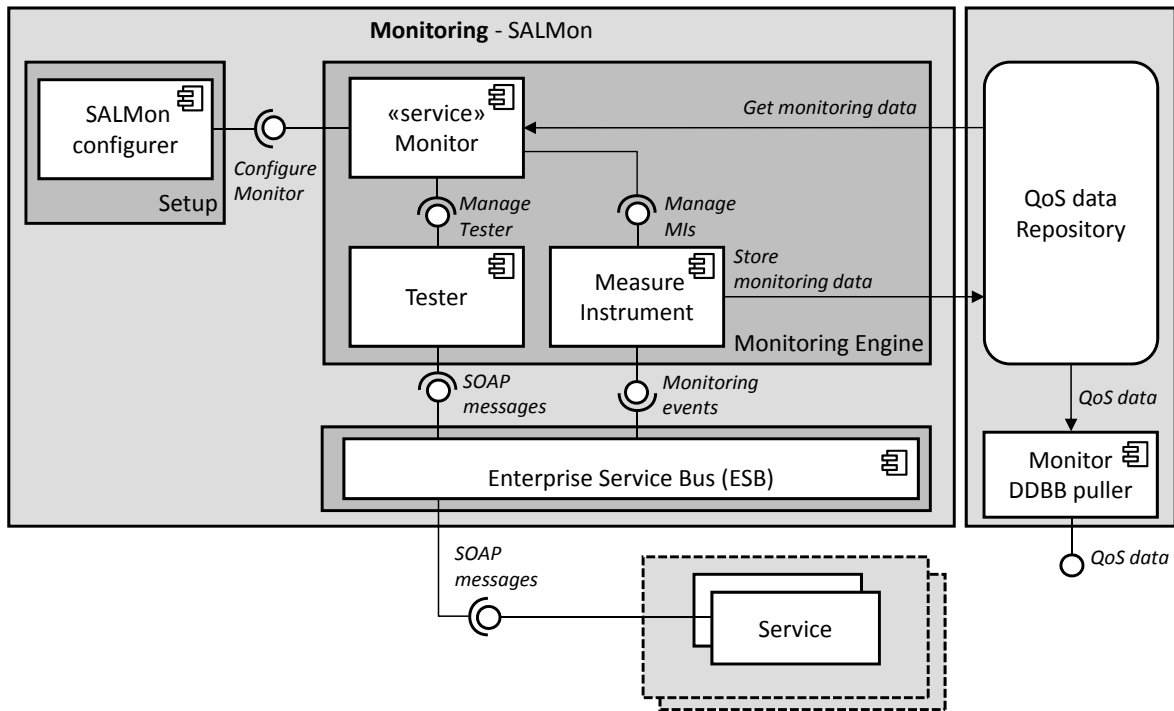 Monitoring - SALMon
SALMon
configurer
Setup
Configure
Monitor
«service»
Monitor
Get monitoring data
Manage
Tester
Manage
MIs
Tester
Measure
Instrument
Store
monitoring data
Monitoring Engine
QoS data
Repository
SOAP
messages
Monitoring
events
QoS data
Enterprise Service Bus (ESB)
Monitor
DDBB puller
SOAP
messages
QoS data
Service